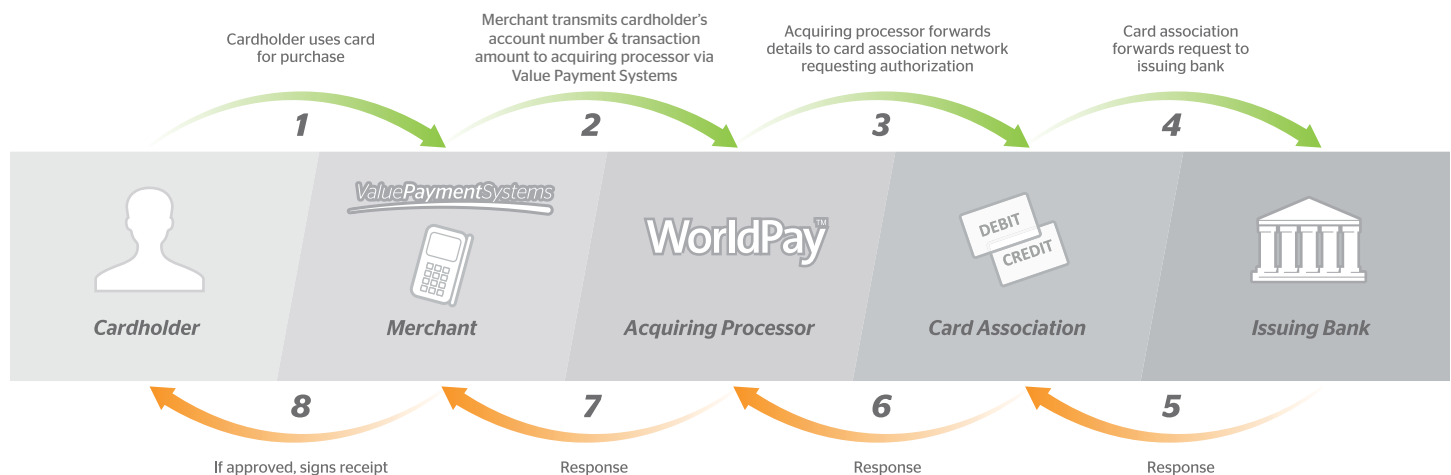 Cardholder uses card
for purchase
Merchant transmits cardholder's
account number & transaction
amount to acquiring processor via
Value Payment Systems
Acquiring processor forwards
details to card association network
requesting authorization
Card association
forwards request to
issuing bank
1
2
3
4
ValuePaymentSystems
WorldPay™
DEBIT
CREDIT
Cardholder
Merchant
Acquiring Processor
Card Association
Issuing Bank
8
7
6
5
If approved, signs receipt
Response
Response
Response